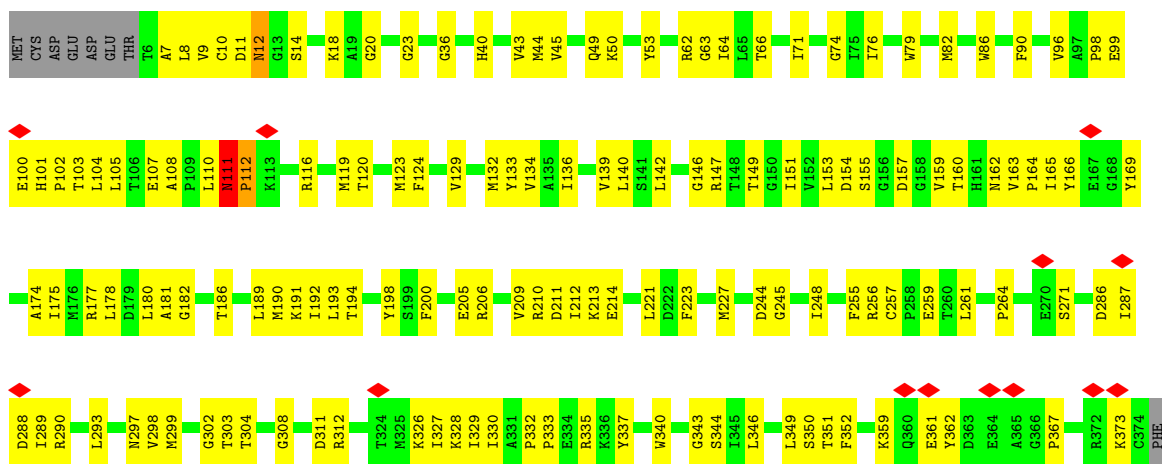 MET CYS ASP GLU ASP GLU THR T6 A7 L8 V9 C10 D11 N12 G13 S14 K18 A19 G20 G23 G36 H40 V43 M44 V45 Q49 K50 Y53 R62 G63 I64 L65 T66 I71 G74 I75 I76 W79 M82 W86 F90 V96 A97 P98 E99
E100 H101 P102 T103 L104 L105 T106 E107 A108 P109 L110 N111 P112 K113 R116 M119 T120 M123 F124 V129 M132 Y133 V134 A135 I136 V139 L140 S141 L142 G146 R147 T148 T149 G150 I151 V152 L153 D154 S155 G156 D157 G158 V159 T160 H161 N162 V163 P164 I165 Y166 E167 G168 Y169
A174 I175 M176 R177 L178 D179 L180 A181 G182 T186 L189 M190 K191 I192 L193 T194 Y198 S199 F200 E205 R206 V209 R210 D211 I212 K213 E214 L221 D222 F223 M227 D244 G245 I248 F255 R256 C257 P258 E259 T260 L261 P264 E270 S271 D286 I287
D288 I289 R290 L293 N297 V298 M299 G302 T303 T304 G308 D311 R312 T324 M325 K326 I327 K328 I329 I330 A331 P332 P333 E334 R335 K336 Y337 W340 G343 S344 I345 L346 L349 S350 T351 F352 K359 Q360 E361 Y362 D363 E364 A365 G366 P367 R372 K373 C374 PHE